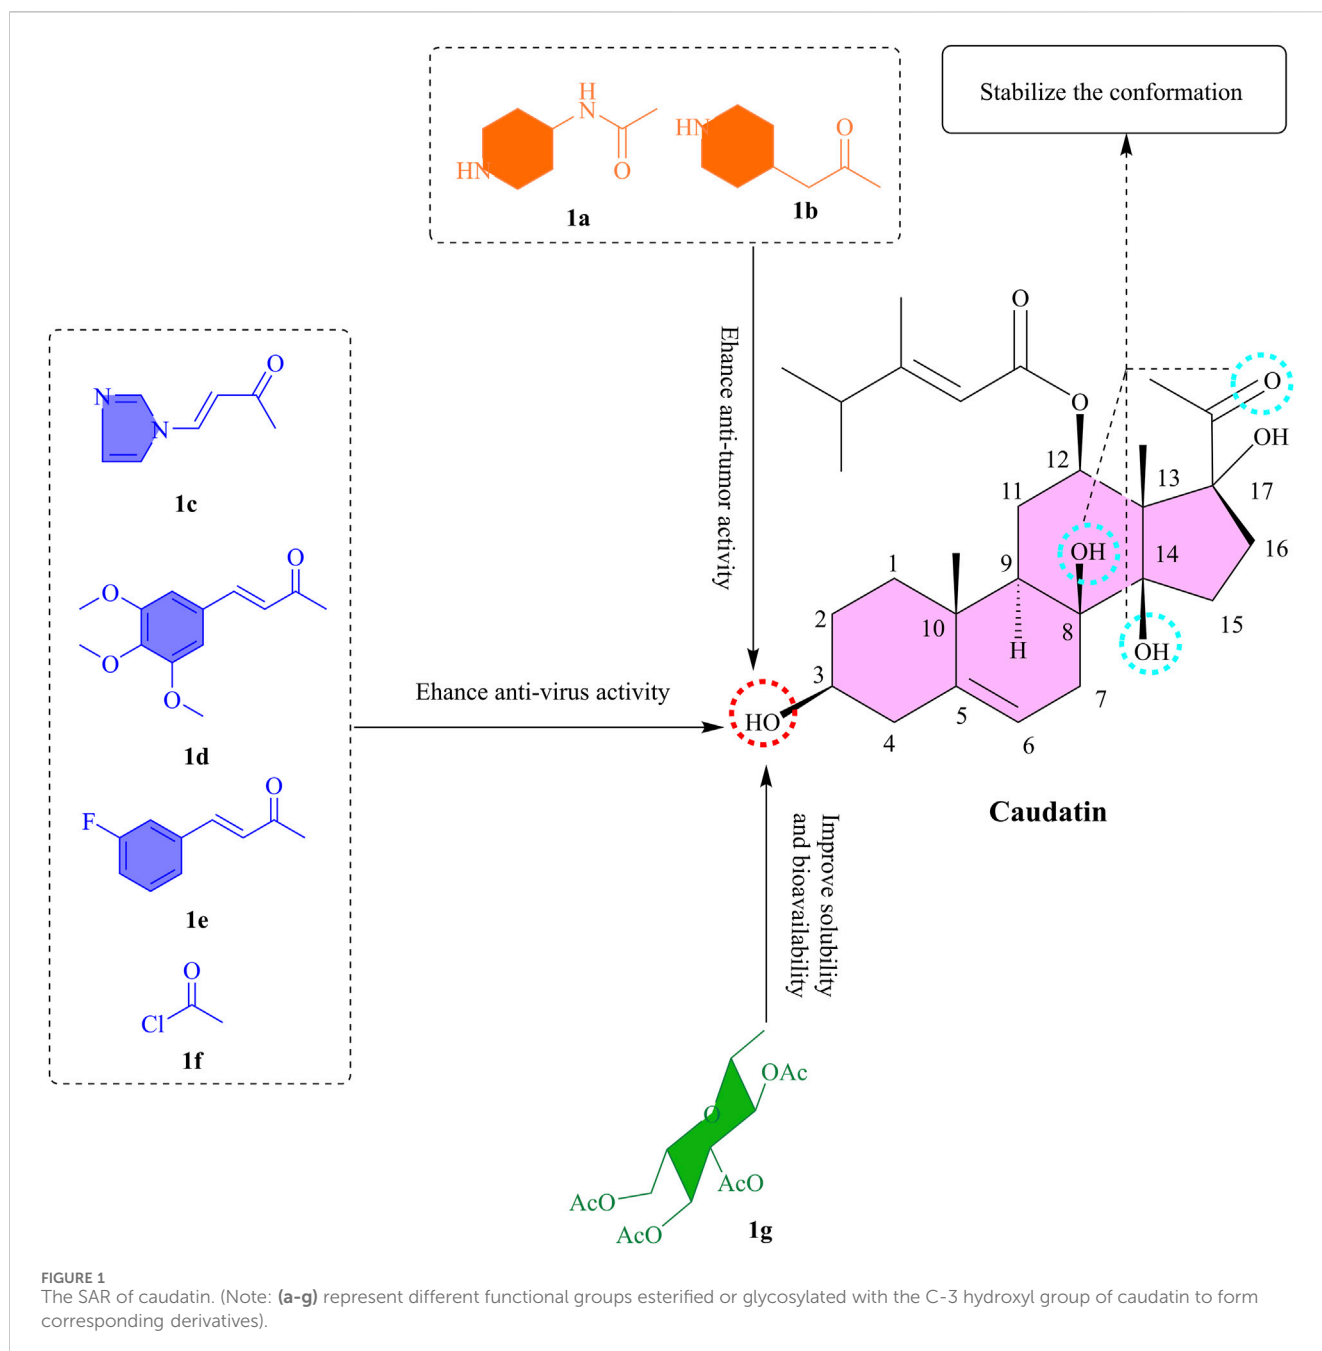 H
N
HN
O
1a
HN
O
1b
Stabilize the conformation
N
N
O
1c
O
O
O
O
1d
F
O
1e
O
Cl
1f
Ehance anti-tumor activity
Ehance anti-virus activity
O
O
O
OH
OH
OH
H
HO
1
2
3
4
5
6
7
8
9
10
11
12
13
14
15
16
17
Caudatin
Improve solubility
and bioavailability
OAc
O
AcO
AcO
AcO
1g
FIGURE 1
The SAR of caudatin. (Note: (a-g) represent different functional groups esterified or glycosylated with the C-3 hydroxyl group of caudatin to form
corresponding derivatives).